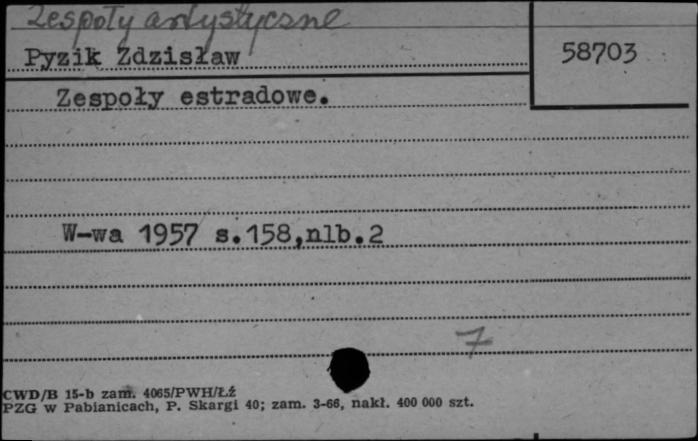 Zespoły artystyczne
Pyzik Zdzisław
58703
Zespoły estradowe.
W-wa 1957 s.158,nlb.2
7
CWD/B 15-b zam. 4065/PWH/Łź
PZG w Pabianicach, P. Skargi 40; zam. 3-66, nakł. 400 000 szt.